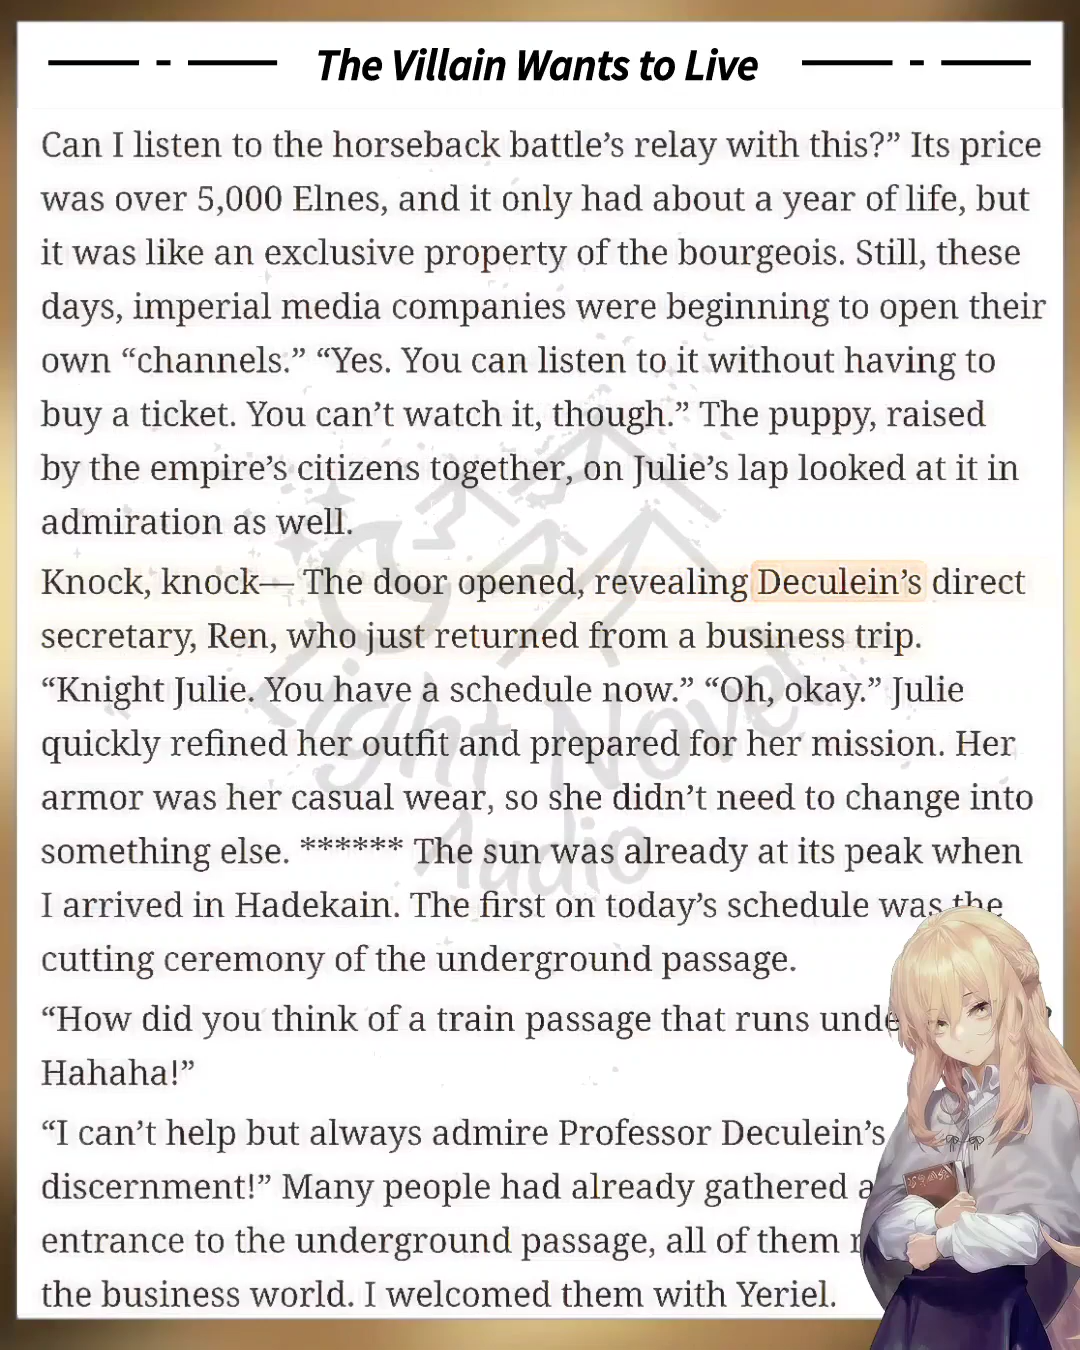 The Villain Wants to Live
Can I listen to the horseback battle’s relay with this?” Its price
was over 5,000 Elnes, and it only had about a year of life, but
it was like an exclusive property of the bourgeois. Still, these
days, imperial media companies were beginning to open their
own “channels.” “Yes. You can listen to it without having to
buy a ticket. You can’t watch it, though.” The puppy, raised
by the empire’s citizens together, on Julie’s lap looked at it in
admiration as well.
Knock, knock— The door opened, revealing Deculein’s direct
secretary, Ren, who just returned from a business trip.
“Knight Julie. You have a schedule now.” “Oh, okay.” Julie
quickly refined her outfit and prepared for her mission. Her
armor was her casual wear, so she didn’t need to change into
something else. ****** The sun was already at its peak when
I arrived in Hadekain. The first on today’s schedule was the
cutting ceremony of the underground passage.
“How did you think of a train passage that runs
Hahaha!”
“I can’t help but always admire Professor Deculein’s
discernment!” Many people had already gathered
entrance to the underground passage, all of them
the business world. I welcomed them with Yeriel.
Light Novel
Audio